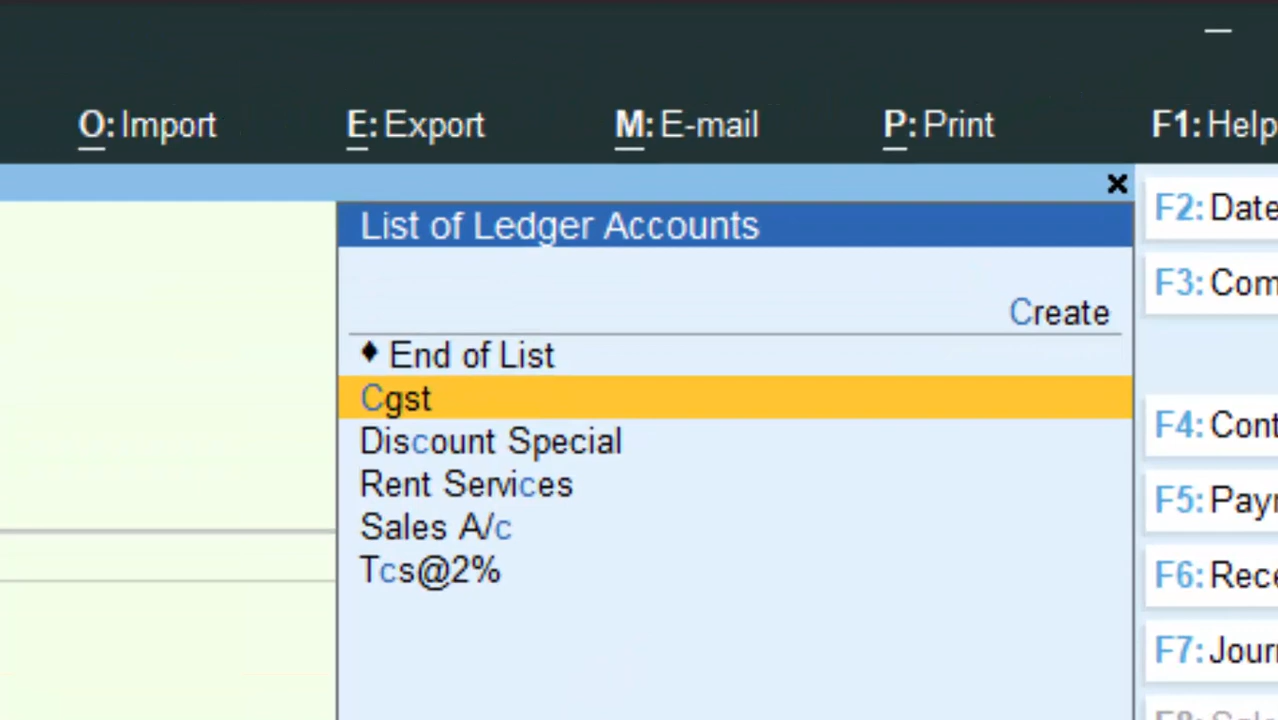 O: Import E: Export M: E-mail P: Print F1: Help
F2: Date
List of Ledger Accounts
F3: Com
Create
♦ End of List
Cgst
F4: Cont
Discount Special
Rent Services
F5: Payr
Sales A/c
Tcs@2%
F6: Rece
F7: Jour